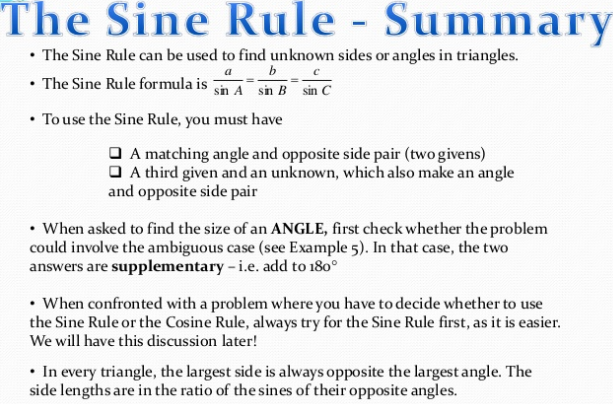 The Sine Rule - Summary
• The Sine Rule can be used to find unknown sides or angles in triangles.
• The Sine Rule formula is a/sin A = b/sin B = c/sin C
• To use the Sine Rule, you must have
❑ A matching angle and opposite side pair (two givens)
❑ A third given and an unknown, which also make an angle
and opposite side pair
• When asked to find the size of an ANGLE, first check whether the problem
could involve the ambiguous case (see Example 5). In that case, the two
answers are supplementary – i.e. add to 180°
• When confronted with a problem where you have to decide whether to use
the Sine Rule or the Cosine Rule, always try for the Sine Rule first, as it is easier.
We will have this discussion later!
• In every triangle, the largest side is always opposite the largest angle. The
side lengths are in the ratio of the sines of their opposite angles.